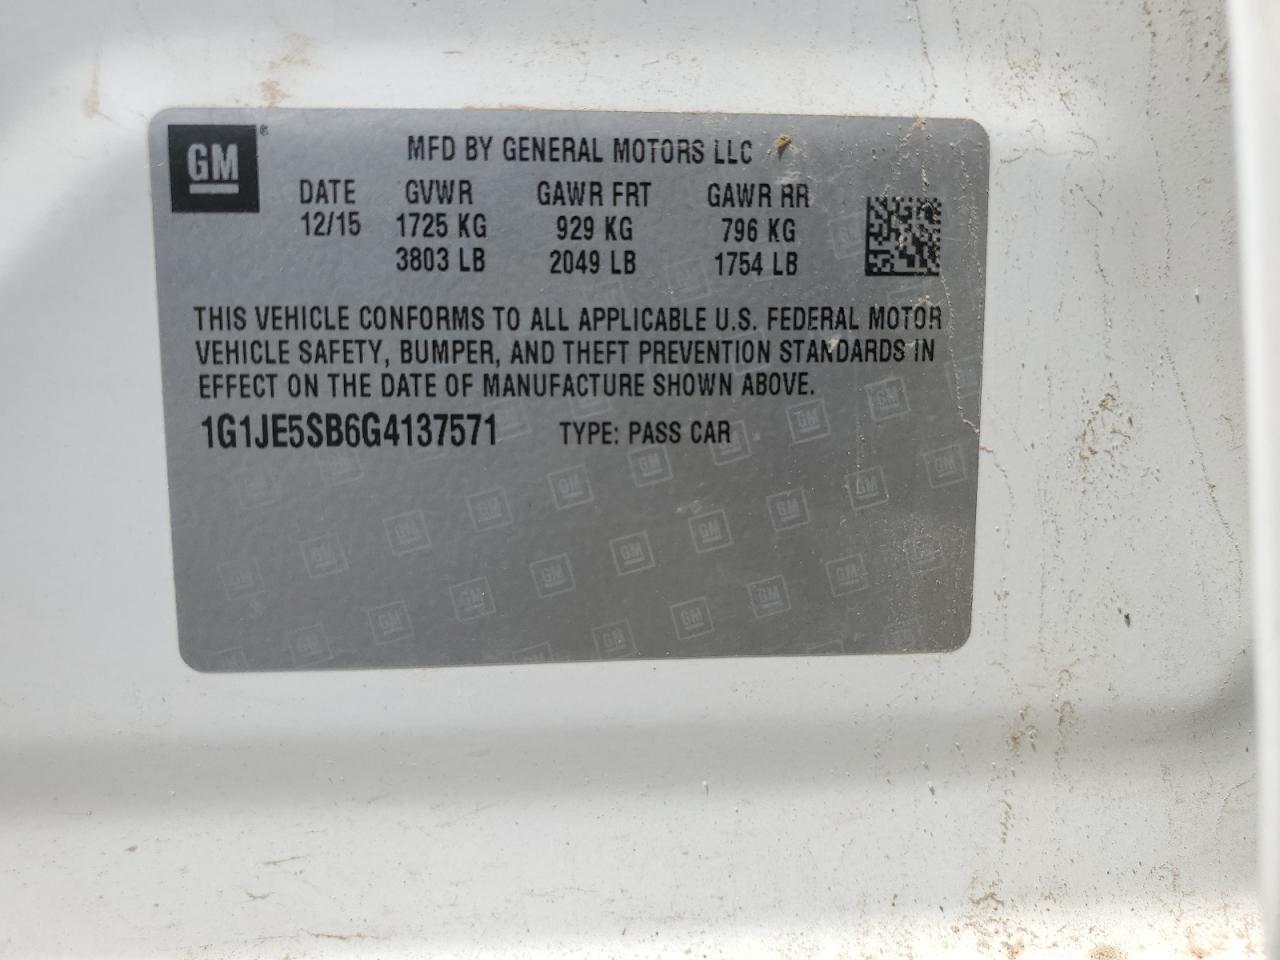 GM®
MFD BY GENERAL MOTORS LLC
DATE GVWR GAWR FRT GAWR RR
12/15 1725 KG 929 KG 796 KG
3803 LB 2049 LB 1754 LB
THIS VEHICLE CONFORMS TO ALL APPLICABLE U.S. FEDERAL MOTOR
VEHICLE SAFETY, BUMPER, AND THEFT PREVENTION STANDARDS IN
EFFECT ON THE DATE OF MANUFACTURE SHOWN ABOVE.
1G1JE5SB6G4137571 TYPE: PASS CAR